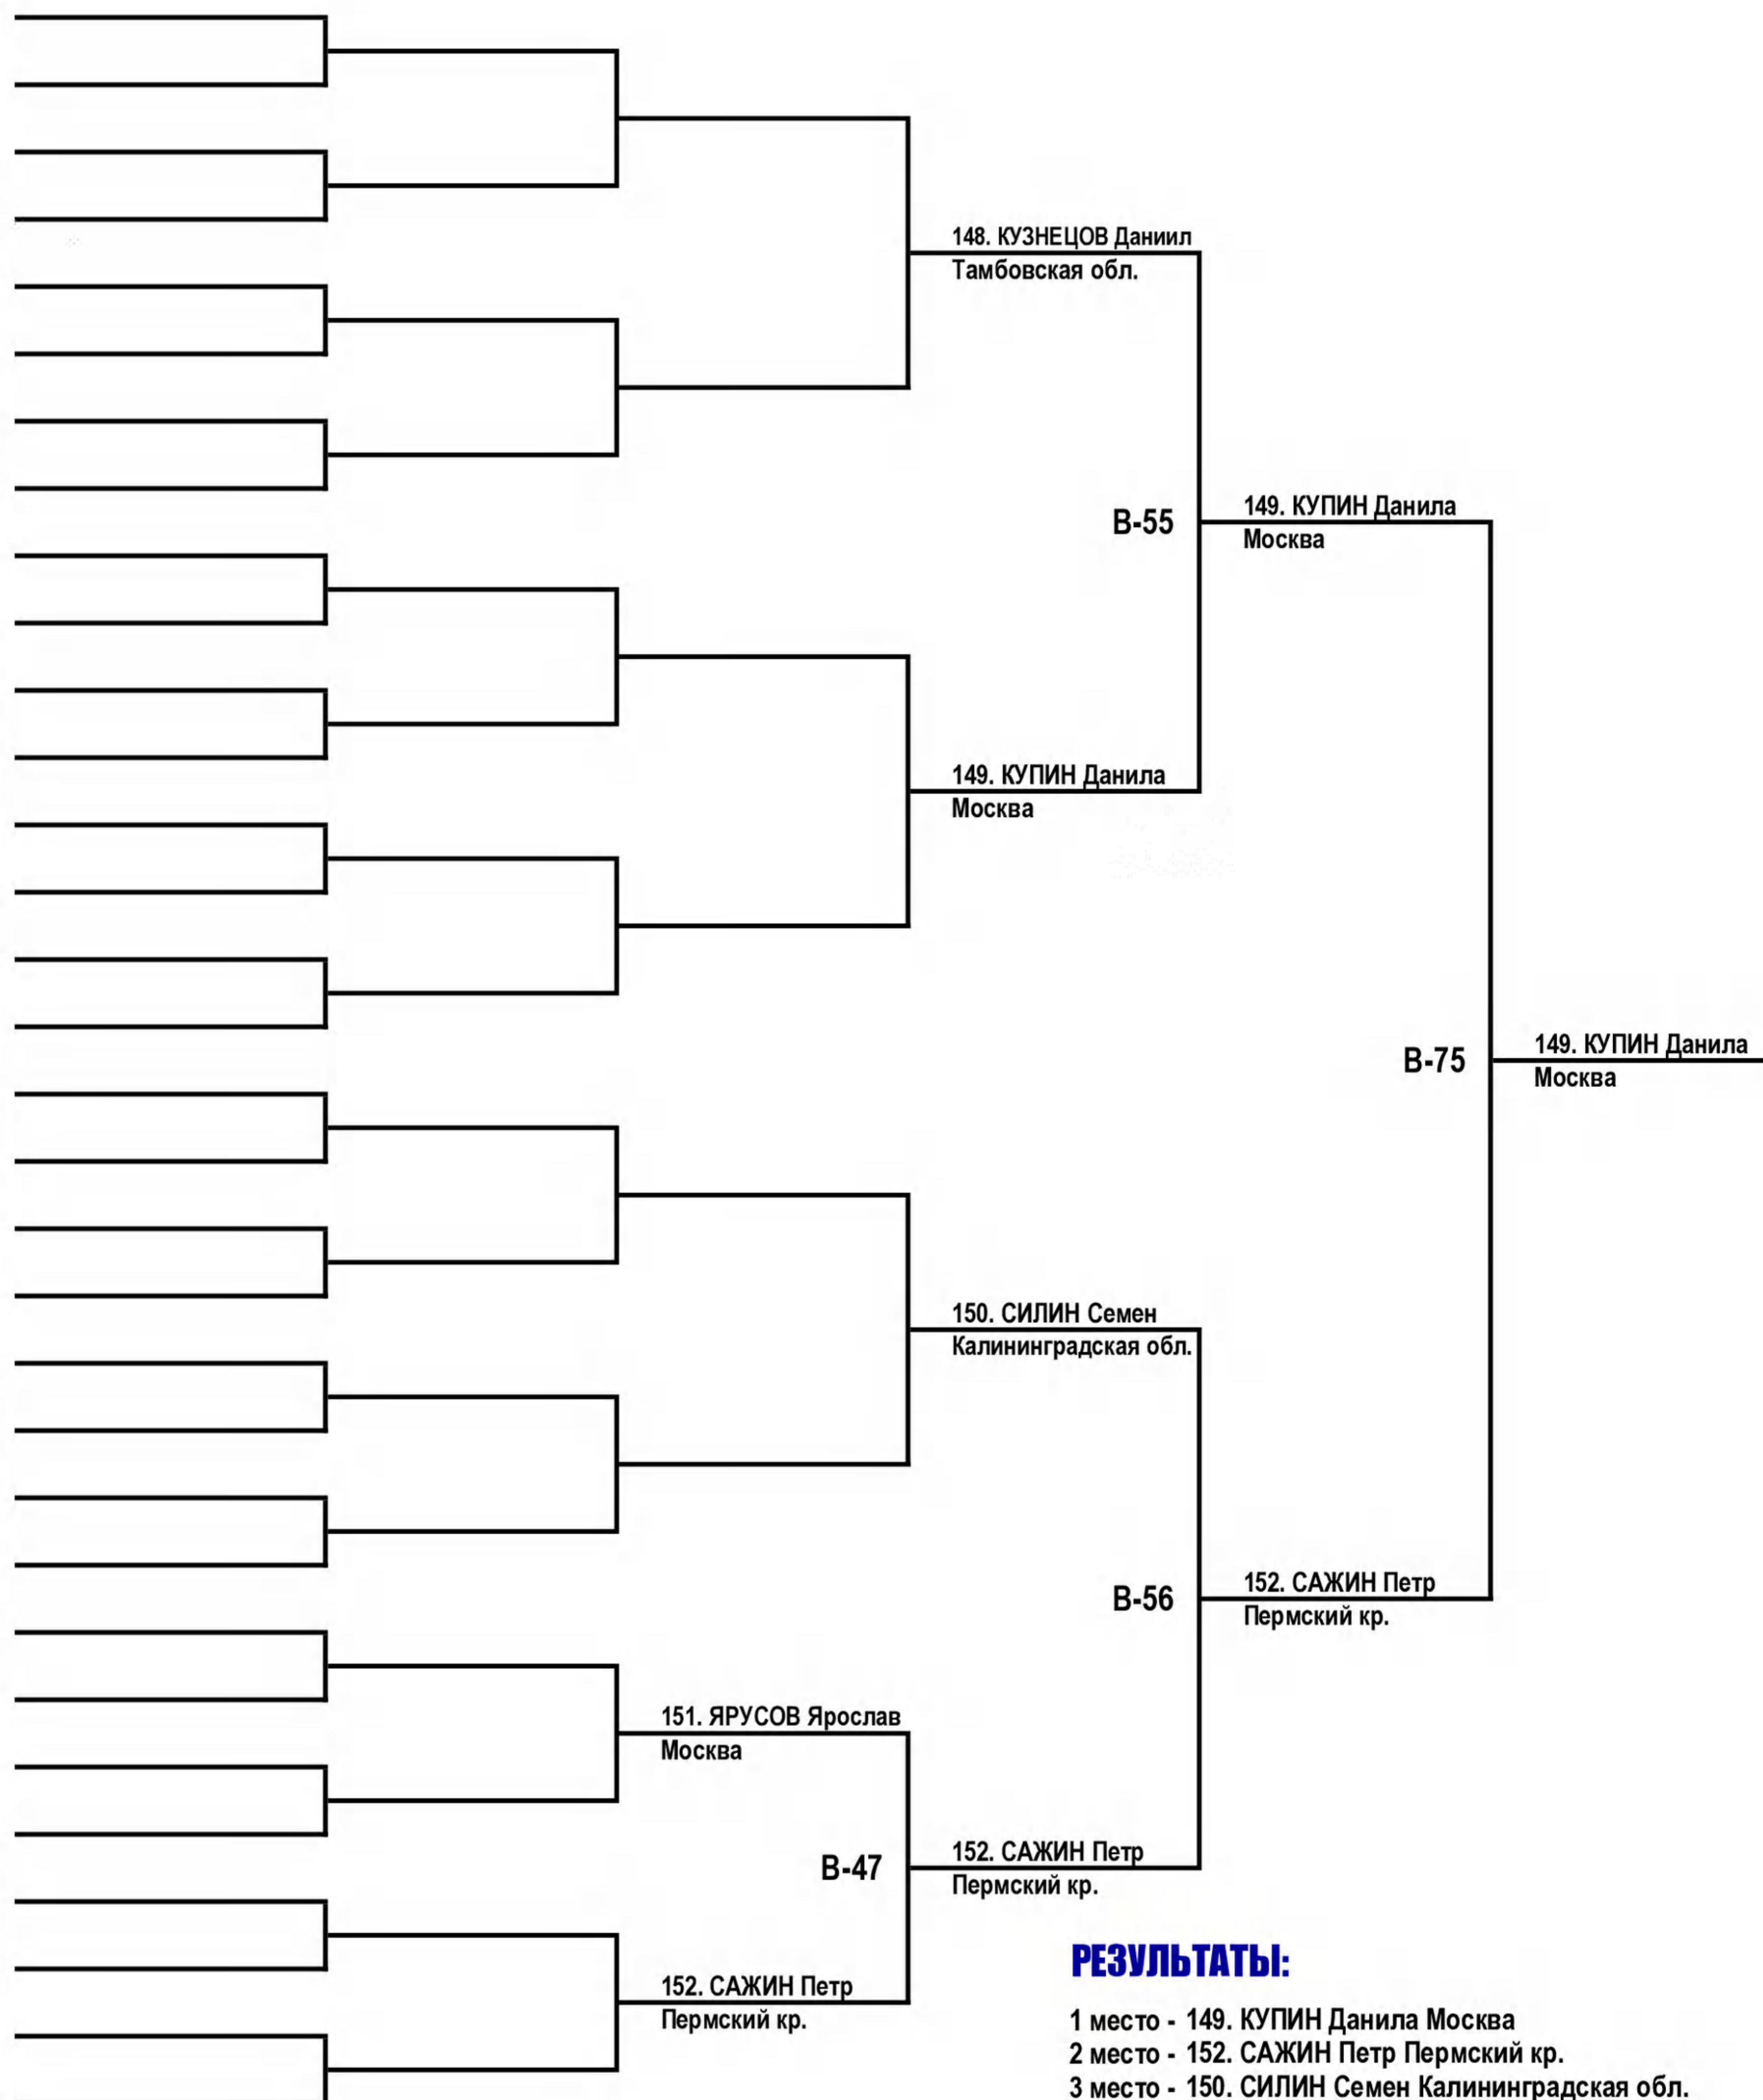 148. КУЗНЕЦОВ Даниил
Тамбовская обл.
В-55
149. КУПИН Данила
Москва
149. КУПИН Данила
Москва
В-75
149. КУПИН Данила
Москва
150. СИЛИН Семен
Калининградская обл.
В-56
152. САЖИН Петр
Пермский кр.
151. ЯРУСОВ Ярослав
Москва
В-47
152. САЖИН Петр
Пермский кр.
152. САЖИН Петр
Пермский кр.
РЕЗУЛЬТАТЫ:
1 место - 149. КУПИН Данила Москва
2 место - 152. САЖИН Петр Пермский кр.
3 место - 150. СИЛИН Семен Калининградская обл.